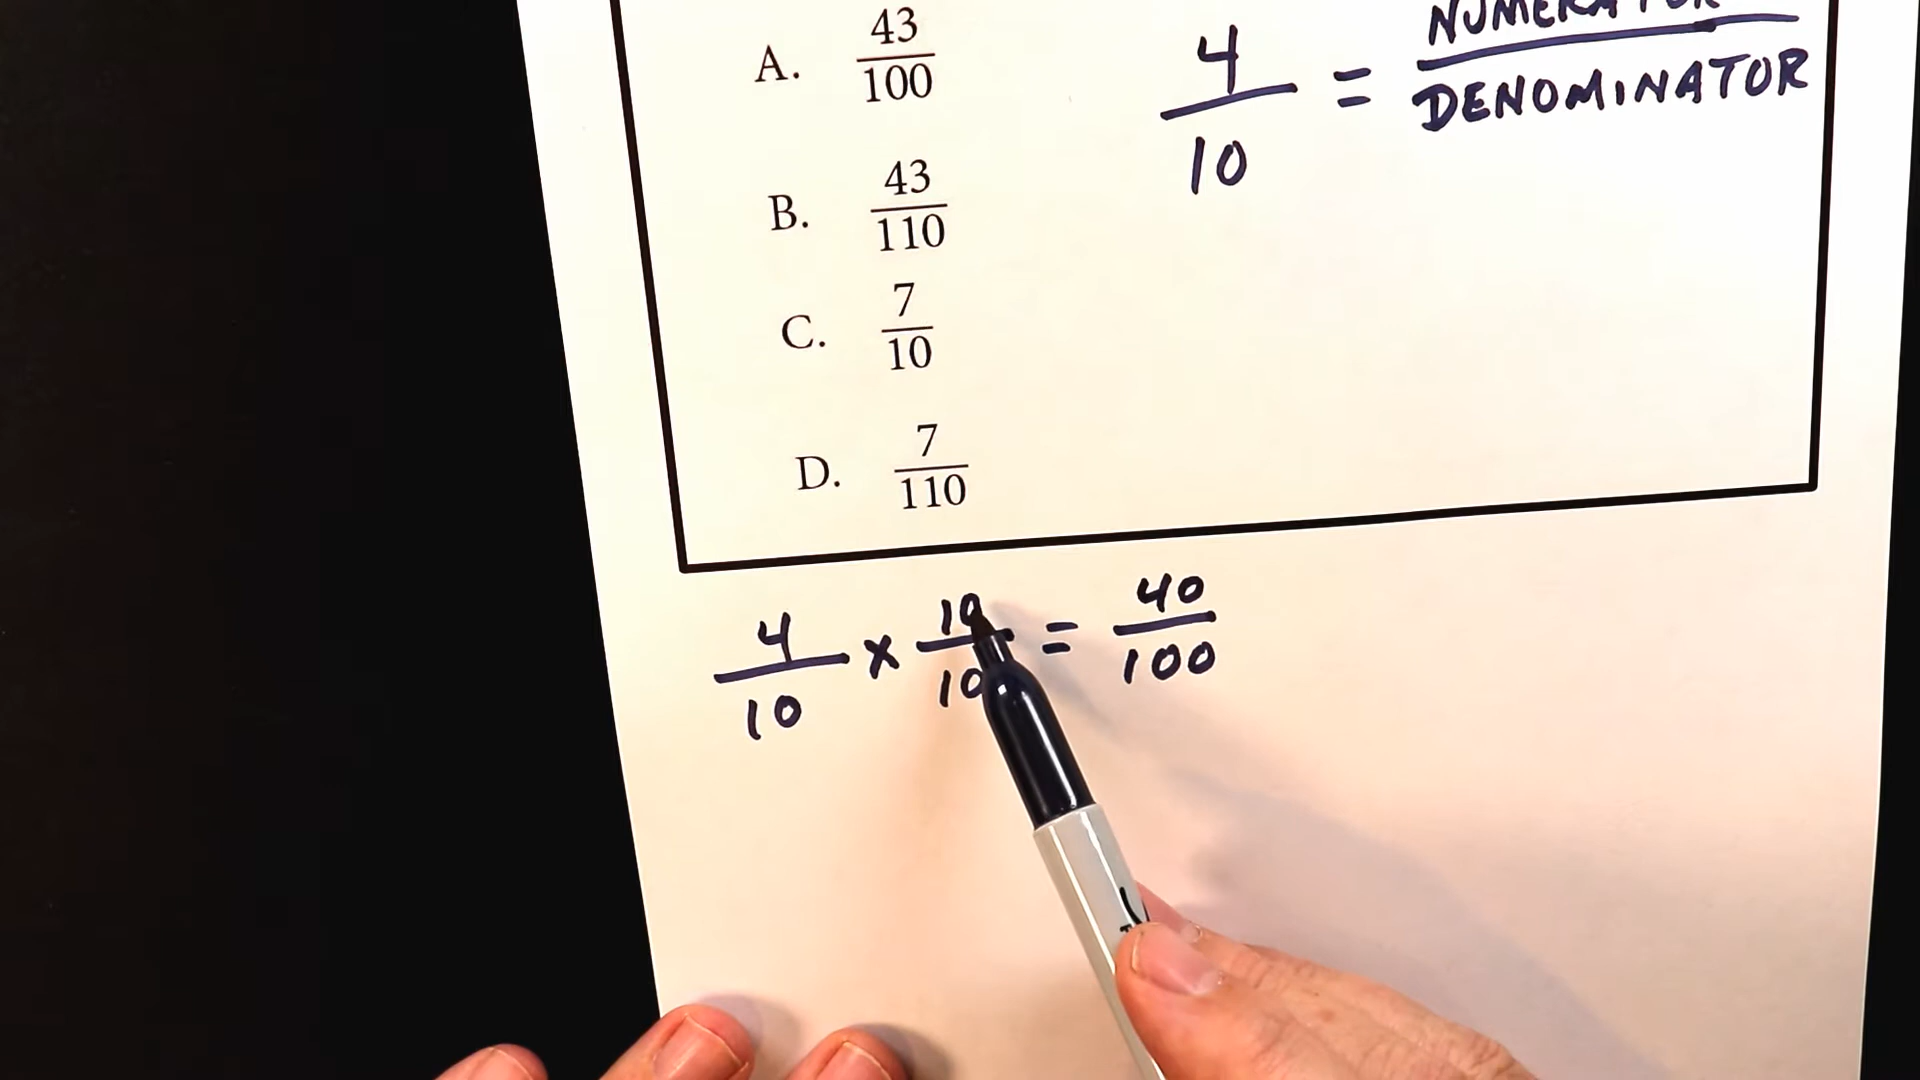 A. 43/100
B. 43/110
C. 7/10
D. 7/110
4/10 = NUMERATOR/DENOMINATOR
4/10 x 10/10 = 40/100